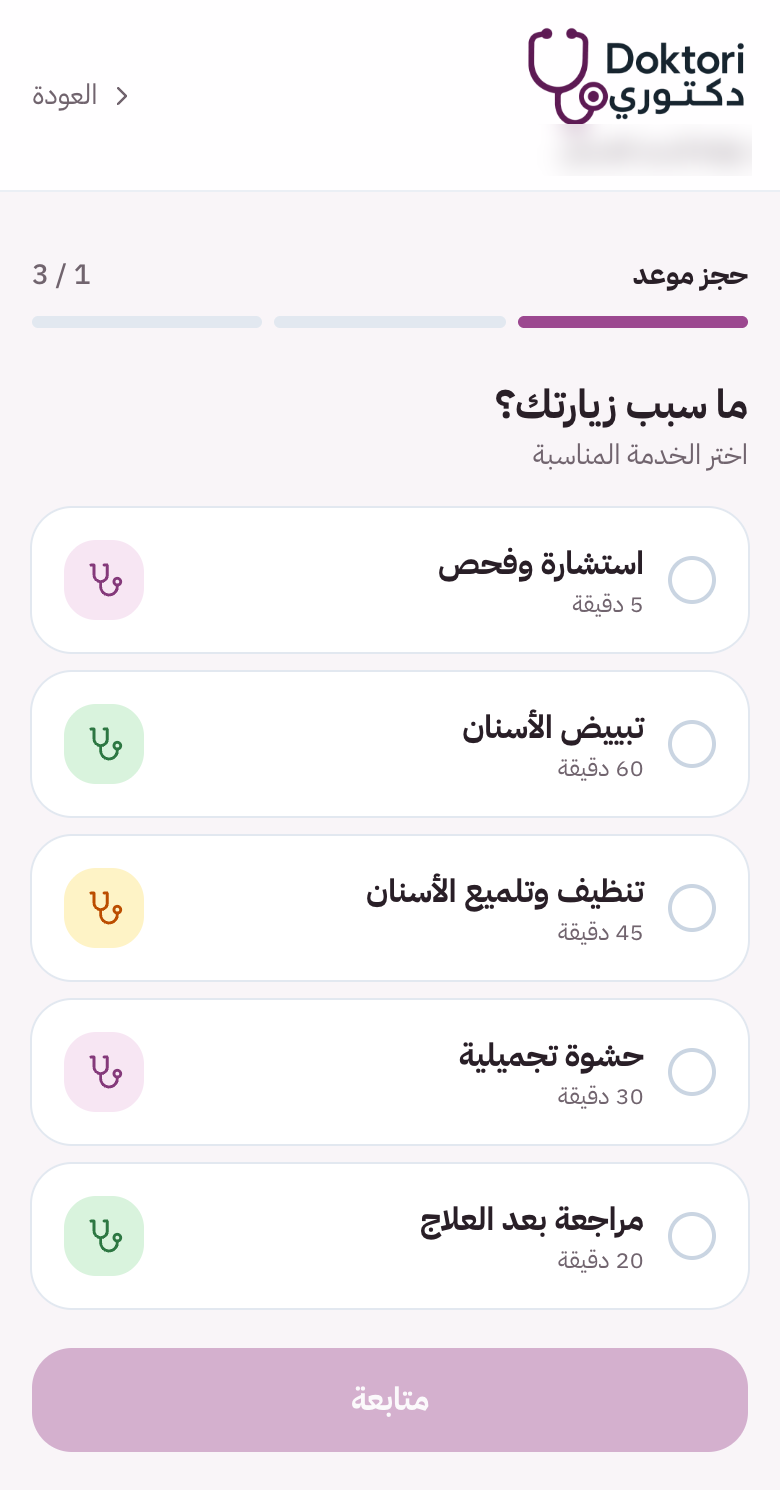 Doktori
دكتوري
العودة
حجز موعد
1 / 3
ما سبب زيارتك؟
اختر الخدمة المناسبة
استشارة وفحص
5 دقيقة
تبييض الأسنان
60 دقيقة
تنظيف وتلميع الأسنان
45 دقيقة
حشوة تجميلية
30 دقيقة
مراجعة بعد العلاج
20 دقيقة
متابعة